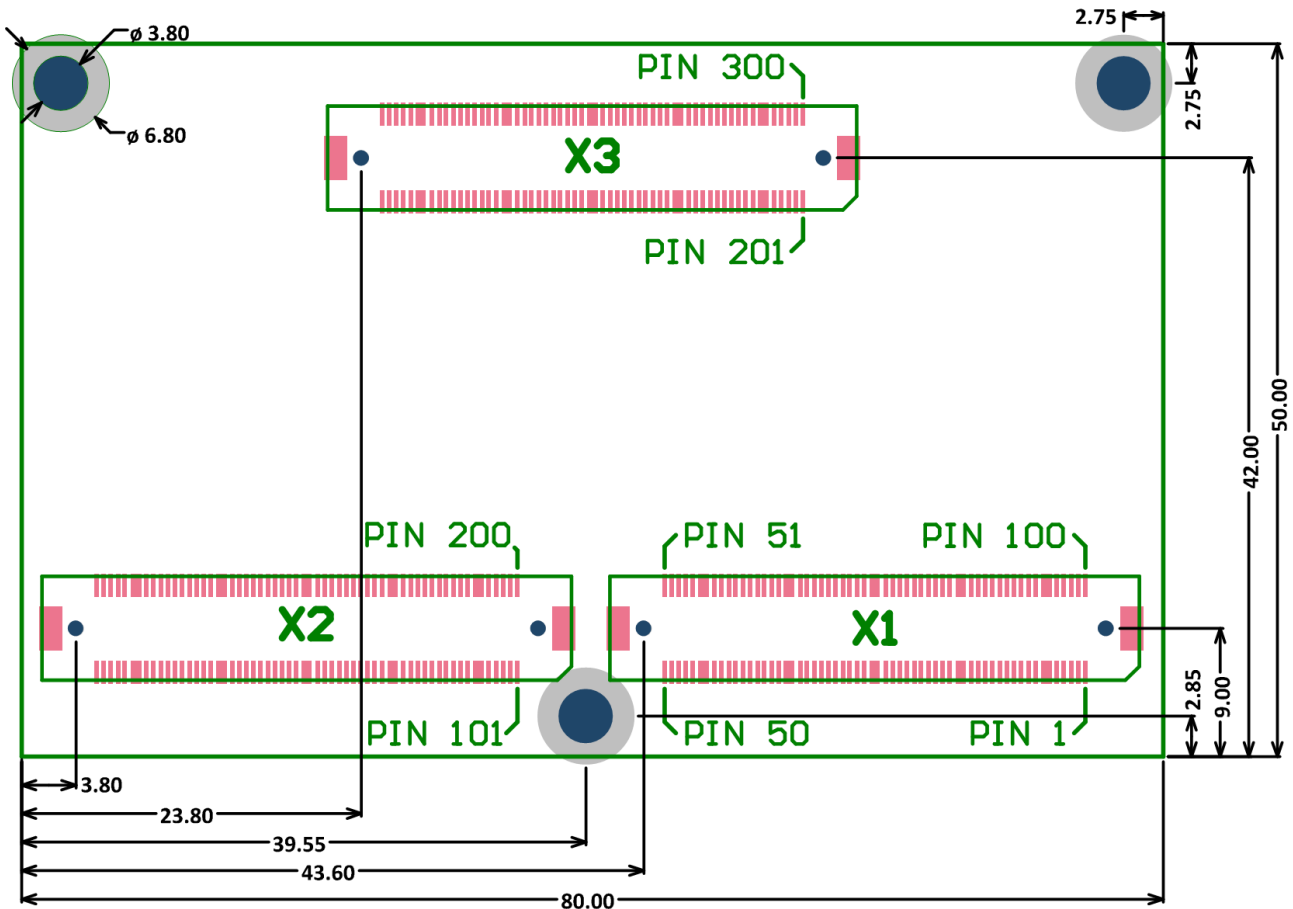 2.75
ø 3.80
PIN 300
2.75
ø 6.80
X3
PIN 201
50.00
42.00
PIN 200
PIN 51
PIN 100
X2
X1
2.85
9.00
PIN 101
PIN 50
PIN 1
3.80
23.80
39.55
43.60
80.00